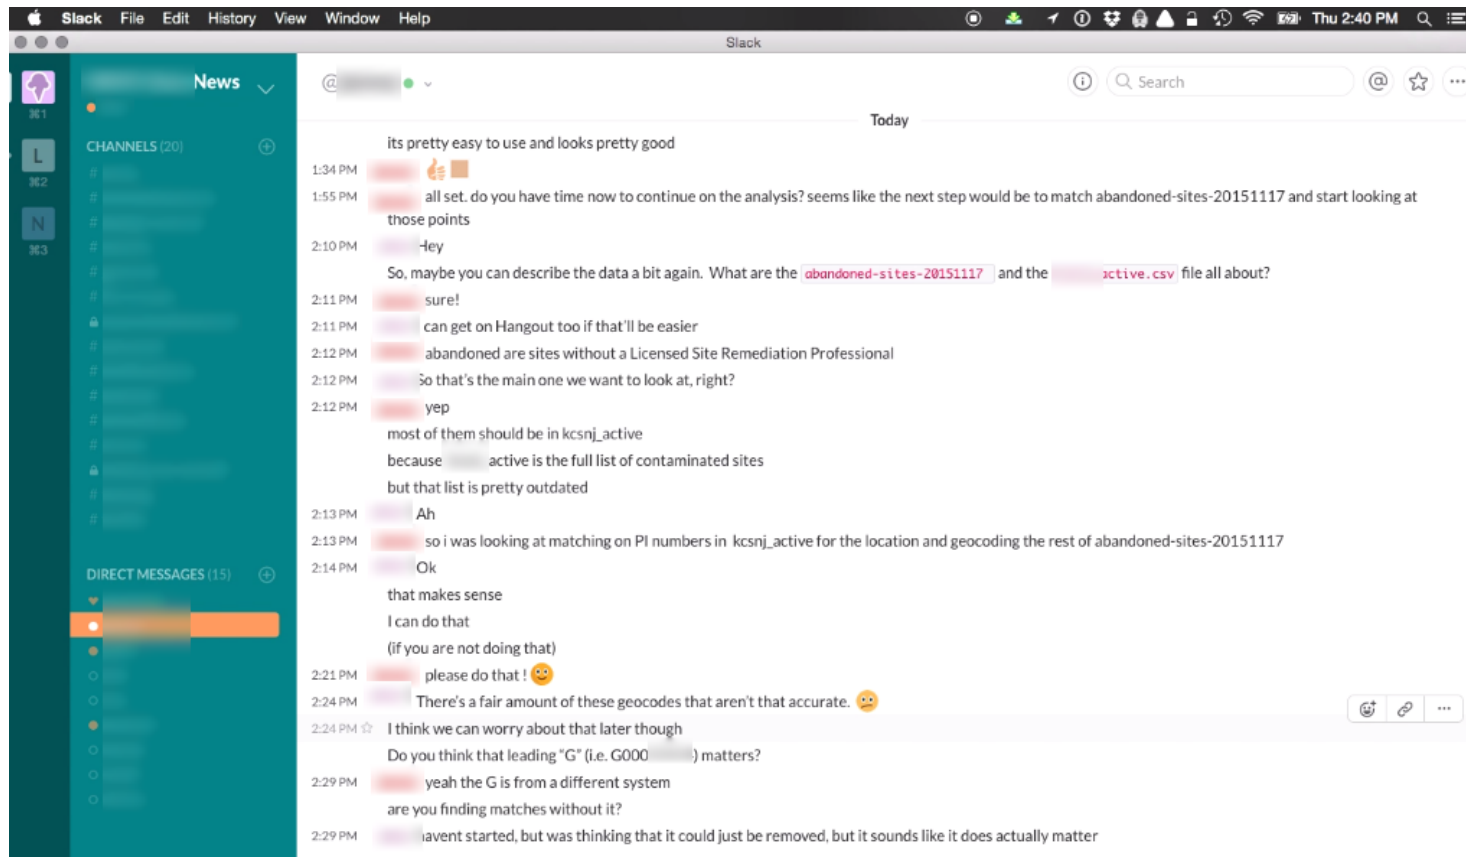 Slack File Edit History View Window Help Thu 2:40 PM
Slack
News
⌘1
L
⌘2
N
⌘3
CHANNELS (20)
DIRECT MESSAGES (15)
@
Search
Today
its pretty easy to use and looks pretty good
1:34 PM
1:55 PM all set. do you have time now to continue on the analysis? seems like the next step would be to match abandoned-sites-20151117 and start looking at
those points
2:10 PM Hey
So, maybe you can describe the data a bit again. What are the abandoned-sites-20151117 and the active.csv file all about?
2:11 PM sure!
2:11 PM can get on Hangout too if that'll be easier
2:12 PM abandoned are sites without a Licensed Site Remediation Professional
2:12 PM So that's the main one we want to look at, right?
2:12 PM yep
most of them should be in kcsnj_active
because active is the full list of contaminated sites
but that list is pretty outdated
2:13 PM Ah
2:13 PM so i was looking at matching on PI numbers in kcsnj_active for the location and geocoding the rest of abandoned-sites-20151117
2:14 PM Ok
that makes sense
I can do that
(if you are not doing that)
2:21 PM please do that !
2:24 PM There's a fair amount of these geocodes that aren't that accurate.
2:24 PM I think we can worry about that later though
Do you think that leading "G" (i.e. G000 ) matters?
2:29 PM yeah the G is from a different system
are you finding matches without it?
2:29 PM avent started, but was thinking that it could just be removed, but it sounds like it does actually matter